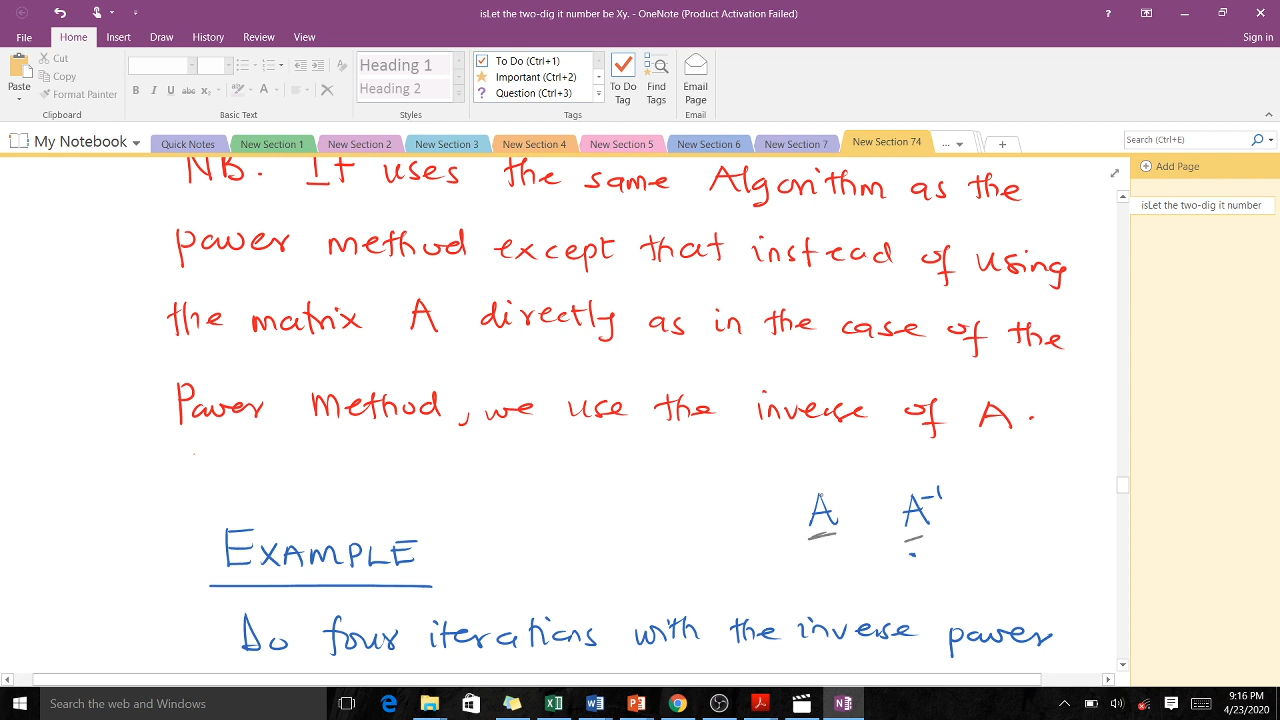 isLet the two-dig it number be Xy. - OneNote (Product Activation Failed)
File Home Insert Draw History Review View Sign in
Paste Cut Copy Format Painter Clipboard
B I U abc x₂ A Basic Text
Heading 1
Heading 2
Styles
To Do (Ctrl+1)
Important (Ctrl+2)
Question (Ctrl+3)
Tags
To Do Tag
Find Tags
Email Page
Email
My Notebook Quick Notes New Section 1 New Section 2 New Section 3 New Section 4 New Section 5 New Section 6 New Section 7 New Section 74 ... Search (Ctrl+E)
Add Page
isLet the two-dig it number
NB. It uses the same Algorithm as the
power method except that instead of using
the matrix A directly as in the case of the
Power Method, we use the inverse of A.
A A⁻¹
EXAMPLE
Do four iterations with the inverse power
Search the web and Windows
9:16 PM
4/23/2020